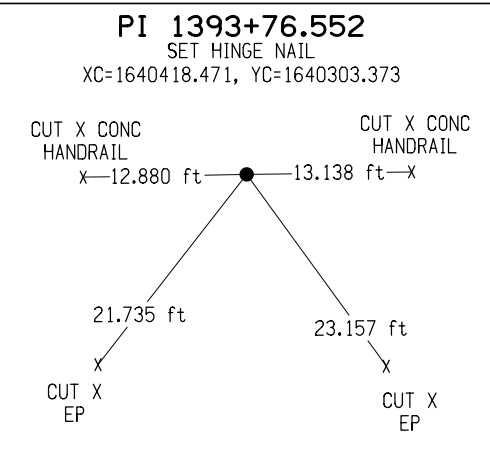 PI 1393+76.552
SET HINGE NAIL
XC=1640418.471, YC=1640303.373
CUT X CONC
HANDRAIL
CUT X CONC
HANDRAIL
X 12.880 ft
13.138 ft X
21.735 ft
23.157 ft
X
X
CUT X
EP
CUT X
EP